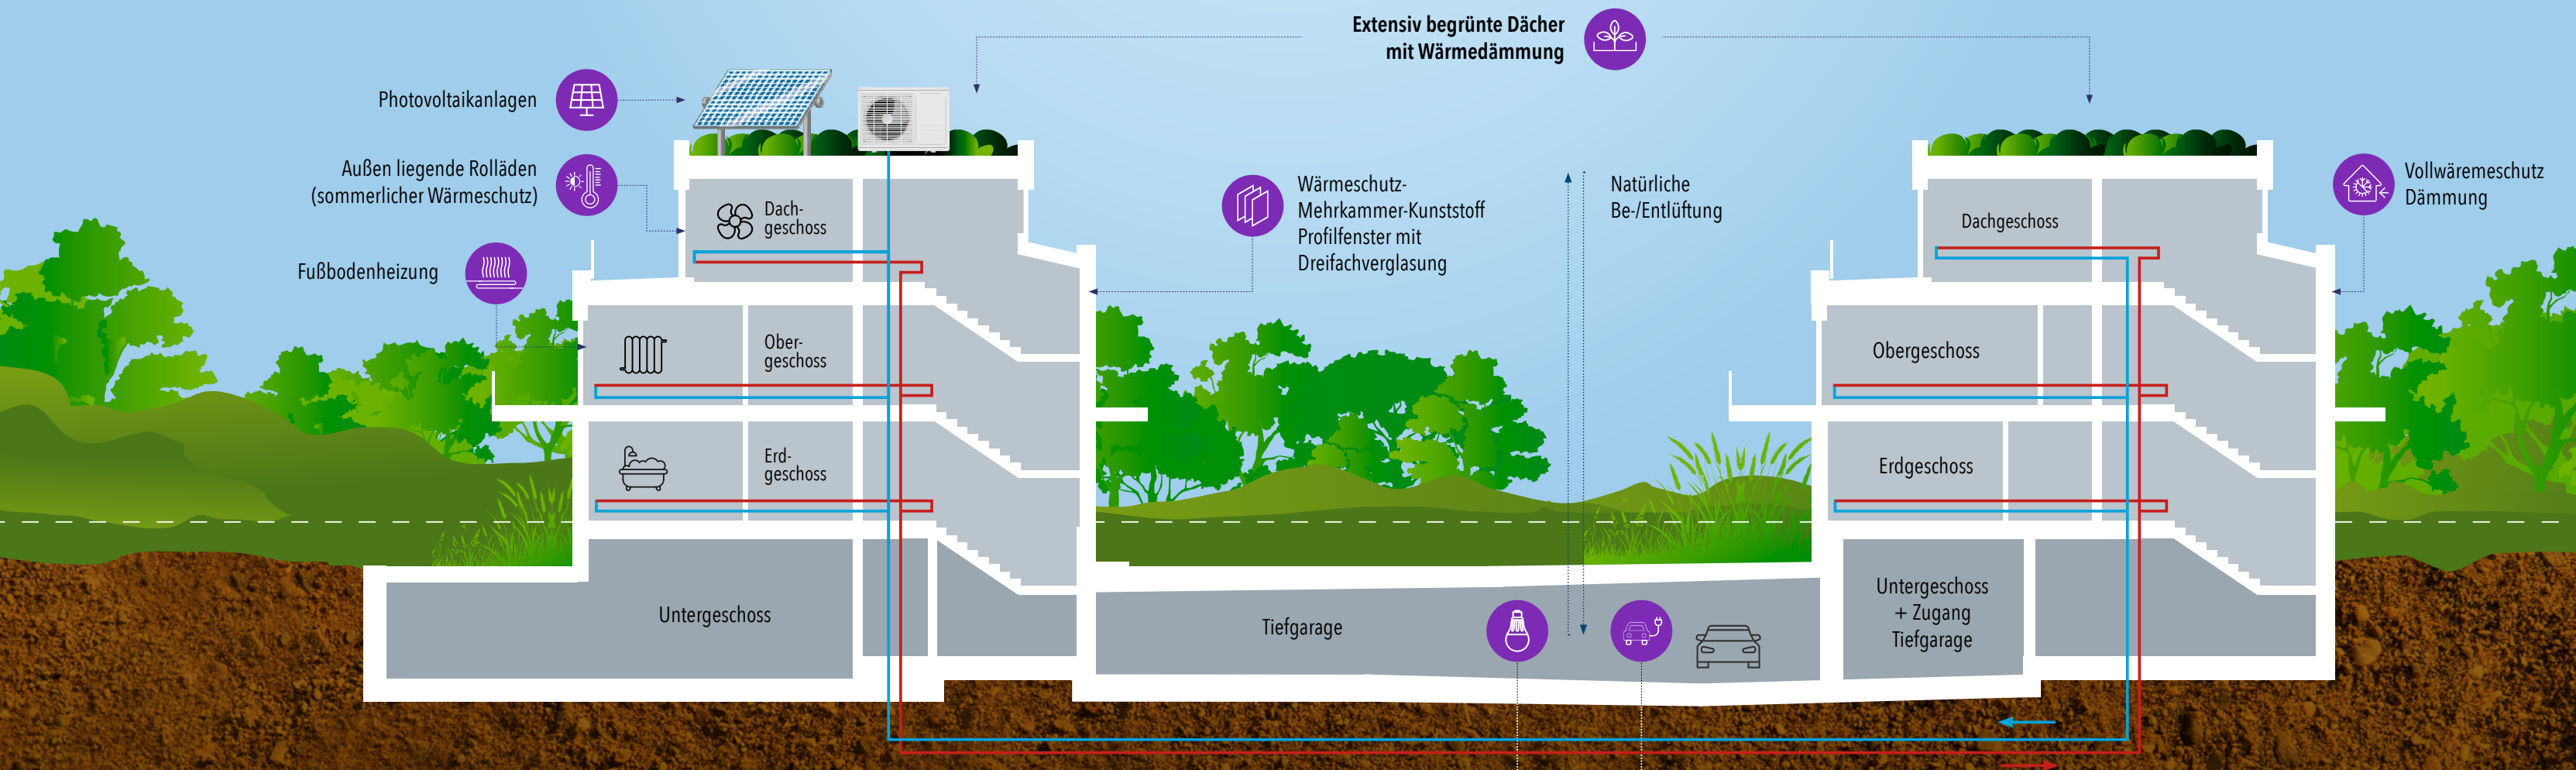 Extensiv begrünte Dächer
mit Wärmedämmung
Photovoltaikanlagen
Außen liegende Rolläden
(sommerlicher Wärmeschutz)
Fußbodenheizung
Dach-
geschoss
Ober-
geschoss
Erd-
geschoss
Untergeschoss
Wärmeschutz-
Mehrkammer-Kunststoff
Profilfenster mit
Dreifachverglasung
Natürliche
Be-/Entlüftung
Tiefgarage
Dachgeschoss
Obergeschoss
Erdgeschoss
Untergeschoss
+ Zugang
Tiefgarage
Vollwäremeschutz
Dämmung